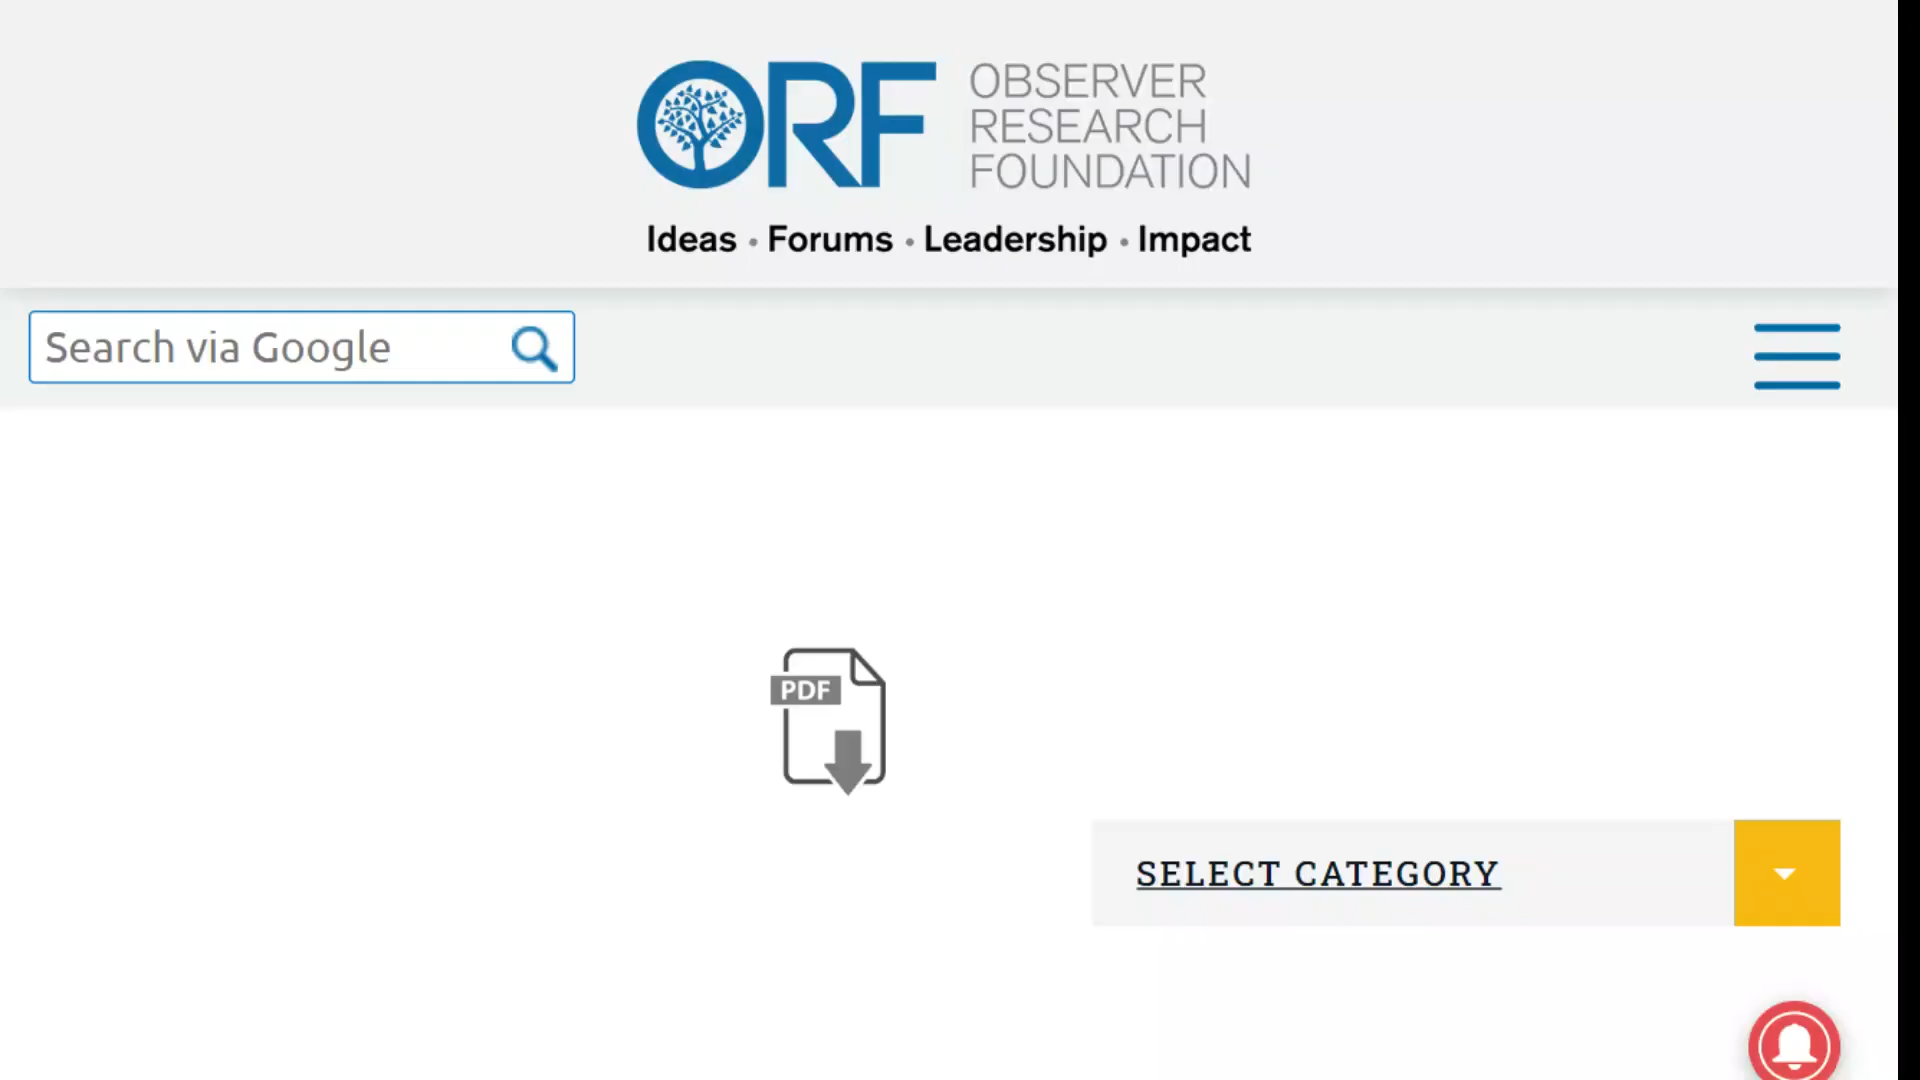 ORF OBSERVER
RESEARCH
FOUNDATION
Ideas • Forums • Leadership • Impact
Search via Google
PDF
SELECT CATEGORY